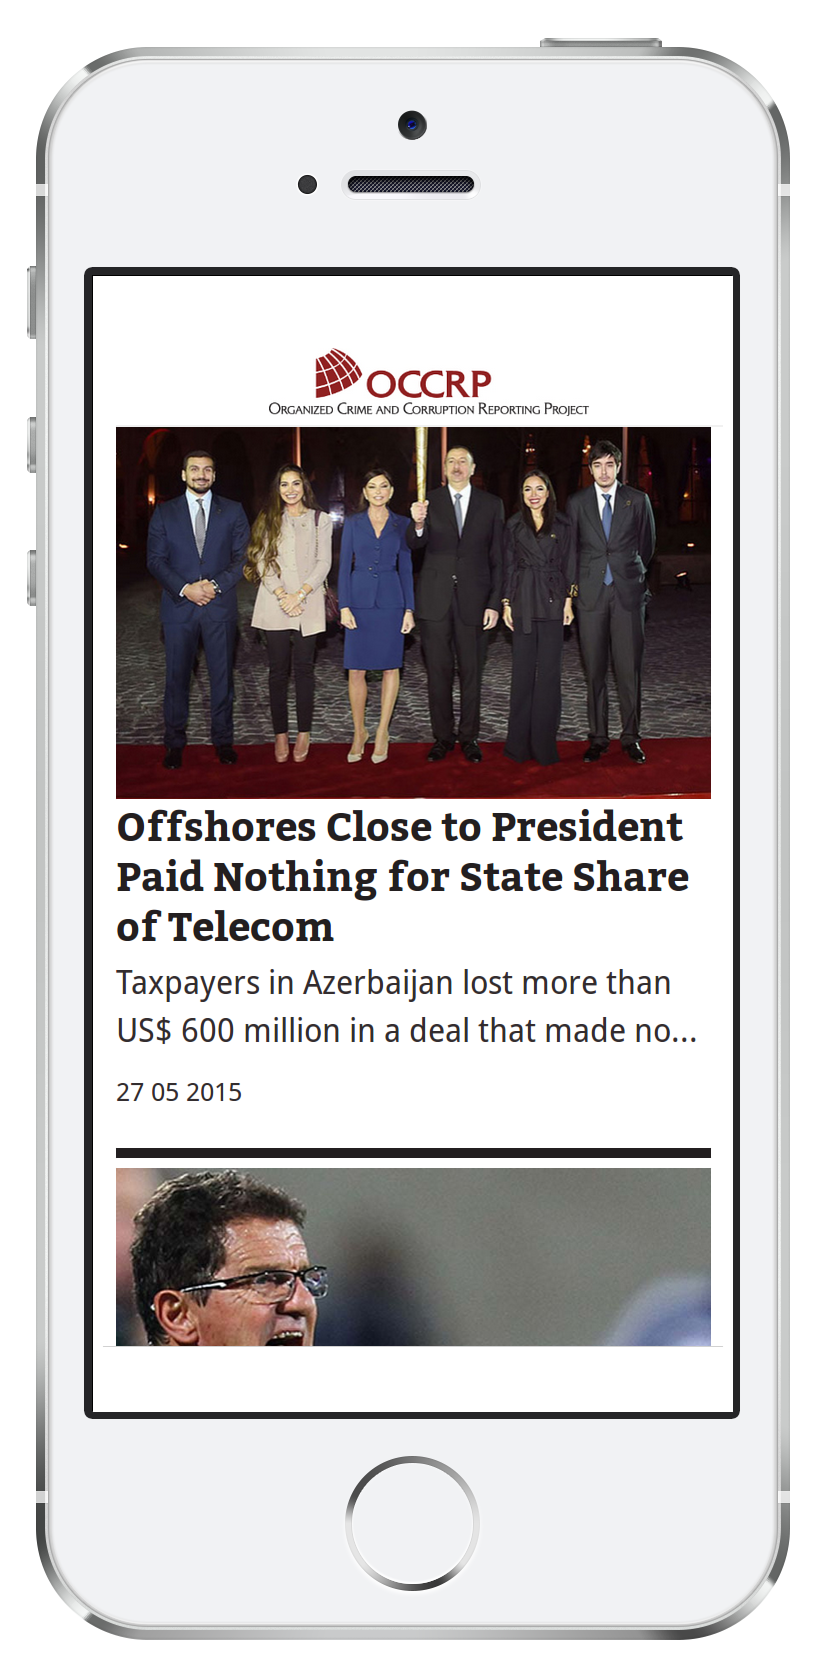 OCCRP
ORGANIZED CRIME AND CORRUPTION REPORTING PROJECT
Offshores Close to President
Paid Nothing for State Share
of Telecom
Taxpayers in Azerbaijan lost more than
US$ 600 million in a deal that made no...
27 05 2015